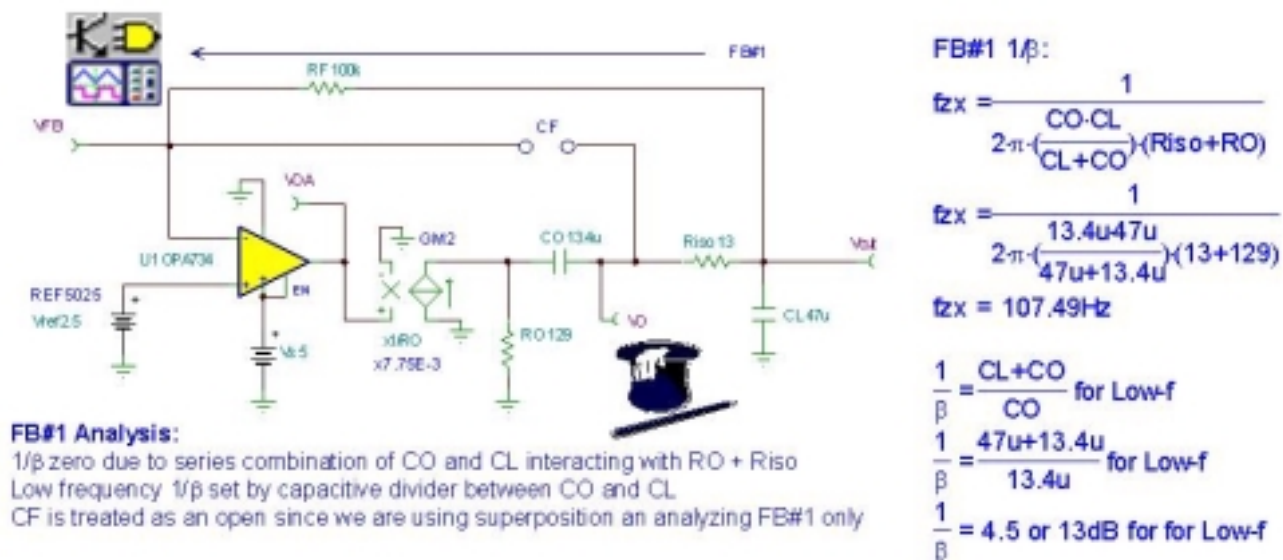 FB#1
RF 100k
VFB
CF
VOA
GM2
CO 13.4u
Riso 13
Vout
U1 OPA734
-
+
+
EN
REF5025
Vref 2.5
+
+
Vs 5
x1/RO
x7.75E-3
RO 129
VO
CL 47u
FB#1 Analysis:
1/β zero due to series combination of CO and CL interacting with RO + Riso
Low frequency 1/β set by capacitive divider between CO and CL
CF is treated as an open since we are using superposition an analyzing FB#1 only
FB#1 1/β:
fzx = 1
2·π·(CO·CL
CL+CO)·(Riso+RO)
fzx = 1
2·π·(13.4u·47u
47u+13.4u)·(13+129)
fzx = 107.49Hz
1
β = CL+CO
CO for Low-f
1
β = 47u+13.4u
13.4u for Low-f
1
β = 4.5 or 13dB for for Low-f